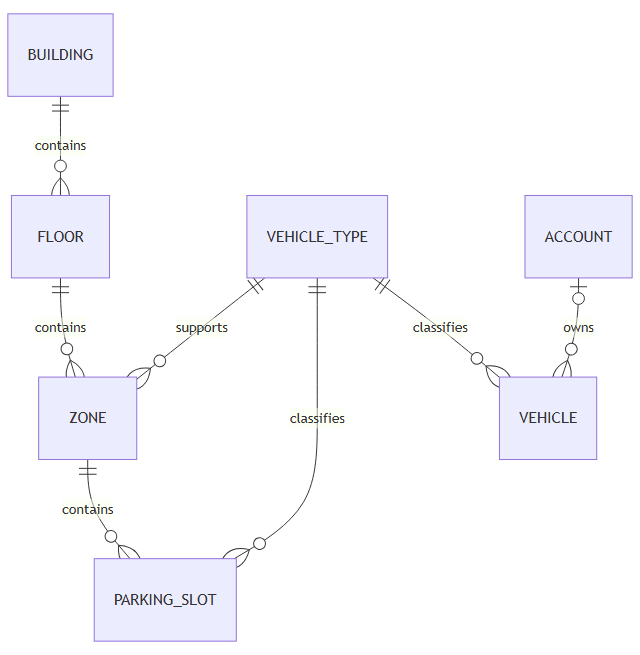 BUILDING
contains
FLOOR
VEHICLE_TYPE
ACCOUNT
contains
supports
classifies
owns
ZONE
classifies
VEHICLE
contains
PARKING_SLOT